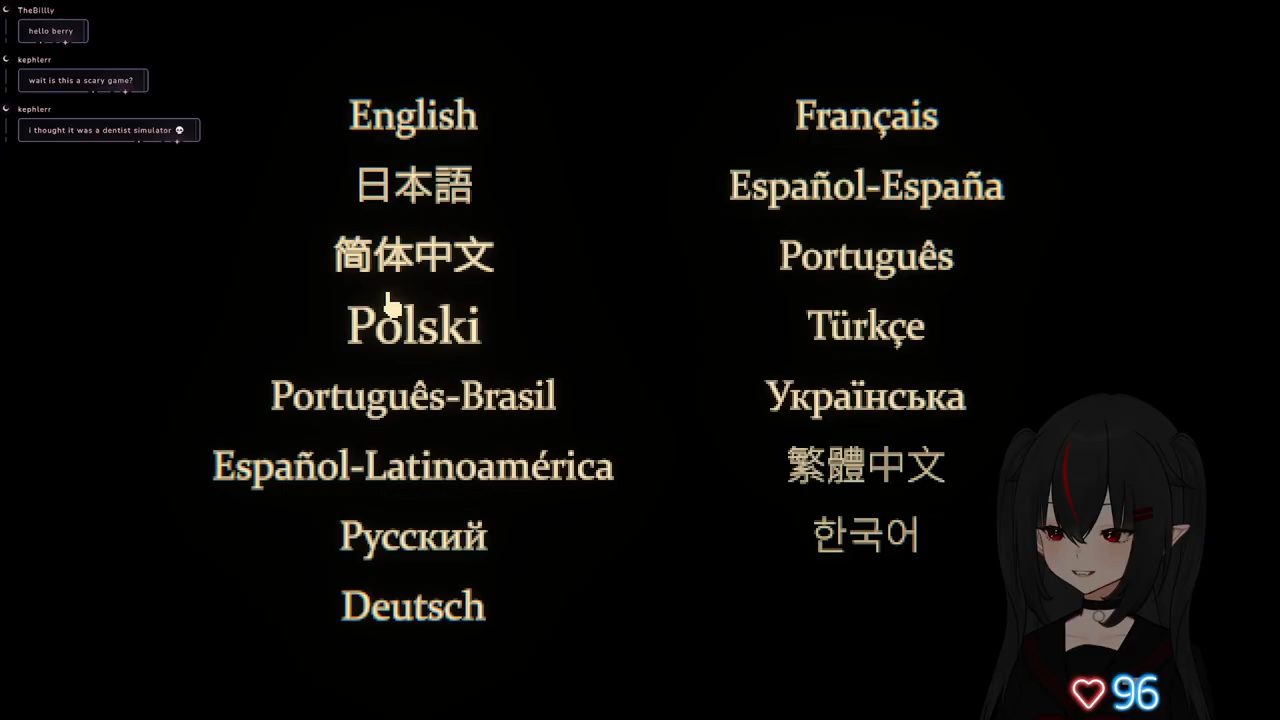 TheBillly
hello berry
kephlerr
wait is this a scary game?
kephlerr
i thought it was a dentist simulator 💀
English
日本語
简体中文
Polski
Português-Brasil
Español-Latinoamérica
Русский
Deutsch
Français
Español-España
Português
Türkçe
Українська
繁體中文
한국어
96